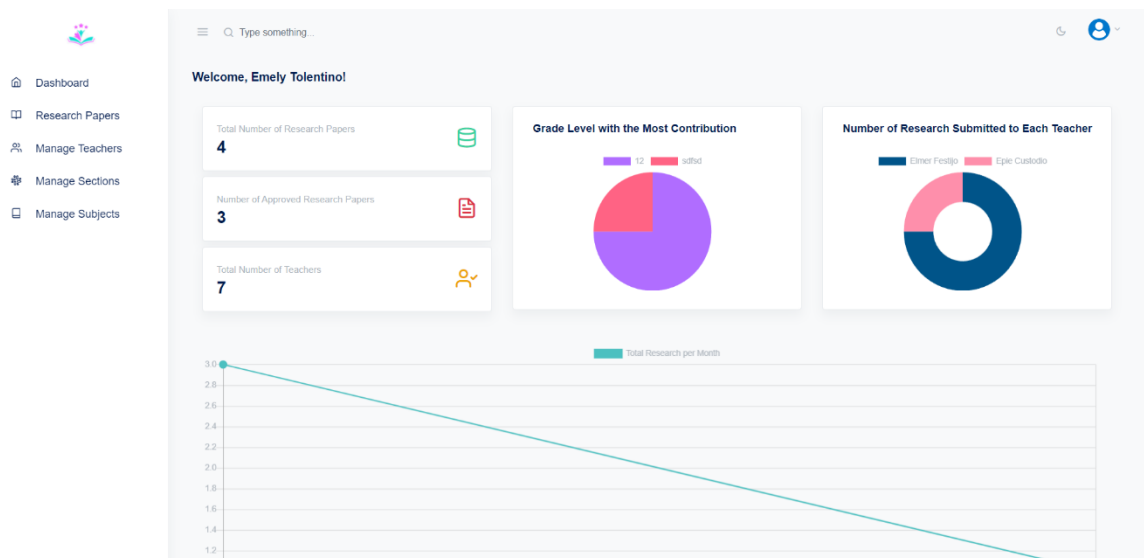 Type something...
Welcome, Emely Tolentino!
Dashboard
Research Papers
Manage Teachers
Manage Sections
Manage Subjects
Total Number of Research Papers
4
Number of Approved Research Papers
3
Total Number of Teachers
7
Grade Level with the Most Contribution
12 sdfsd
Number of Research Submitted to Each Teacher
Elmer Festijo Epie Custodio
Total Research per Month
3.0
2.8
2.6
2.4
2.2
2.0
1.8
1.6
1.4
1.2